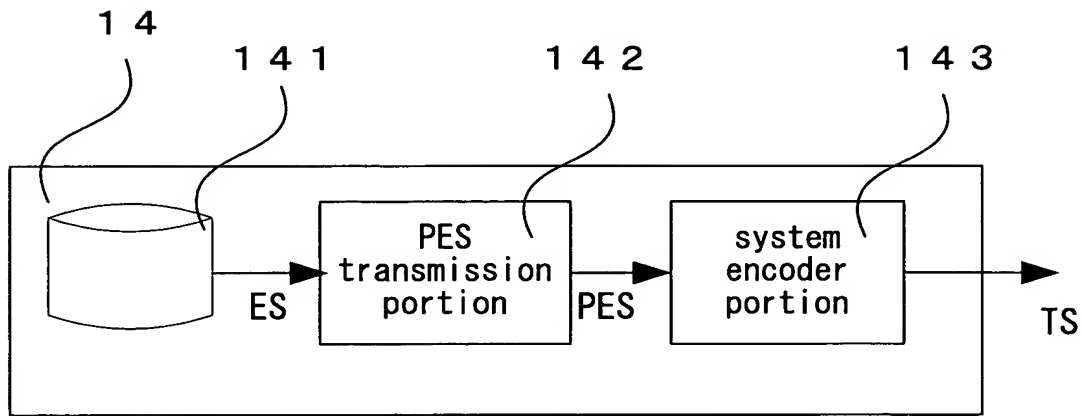 14
141
142
143
PES
transmission
portion
system
encoder
portion
ES
PES
TS